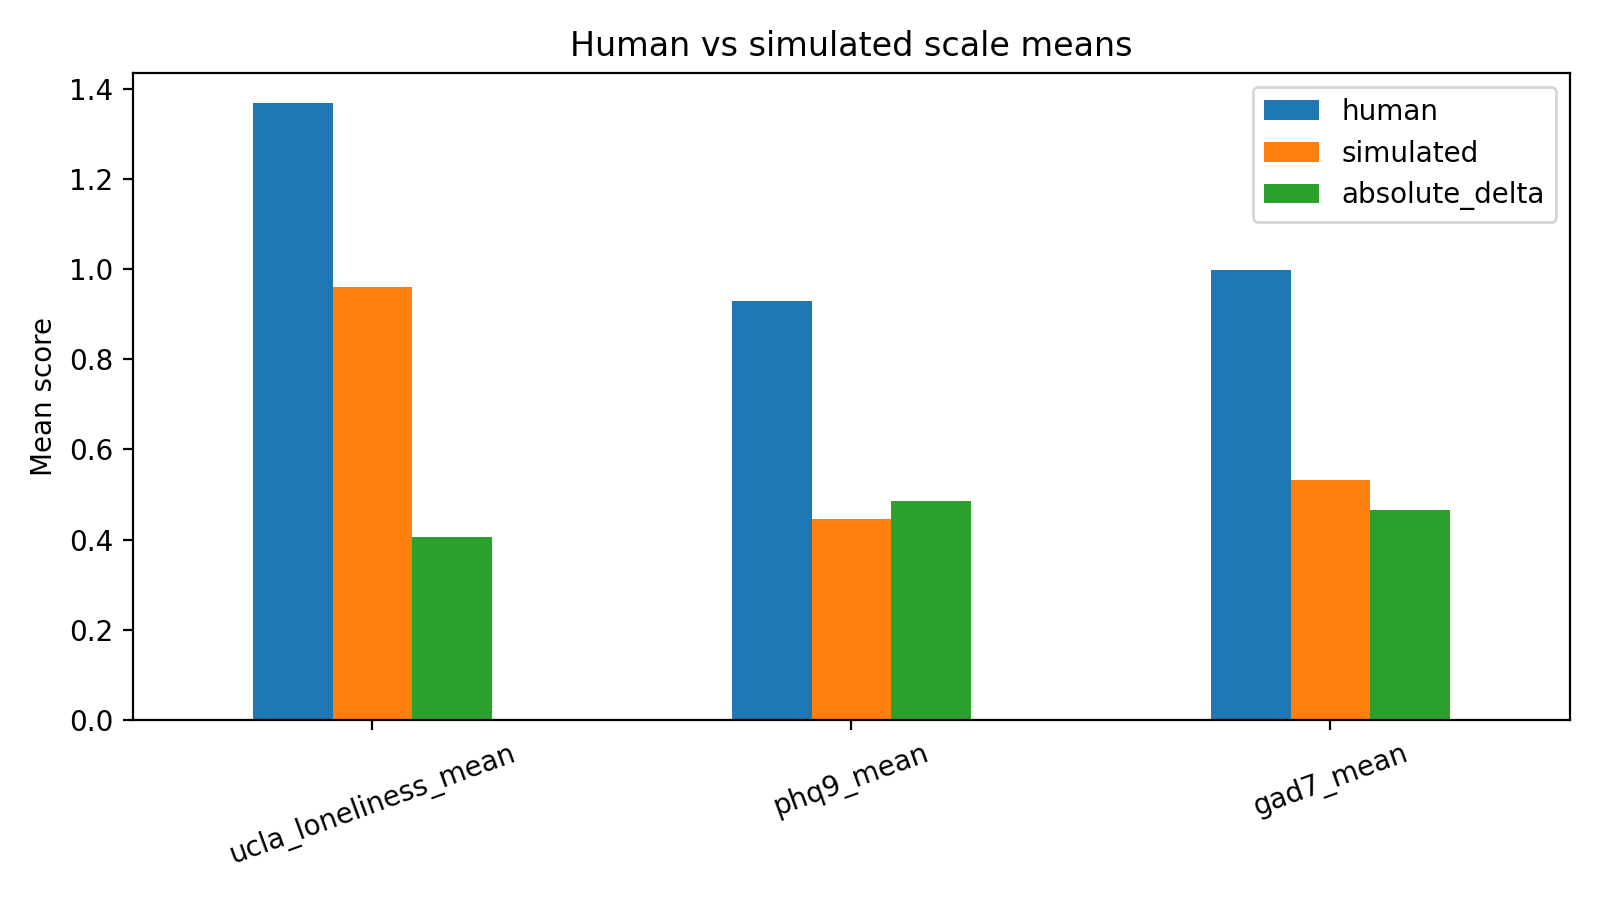 Human vs simulated scale means
Mean score
1.4
1.2
1.0
0.8
0.6
0.4
0.2
0.0
human
simulated
absolute_delta
ucla_loneliness_mean
phq9_mean
gad7_mean